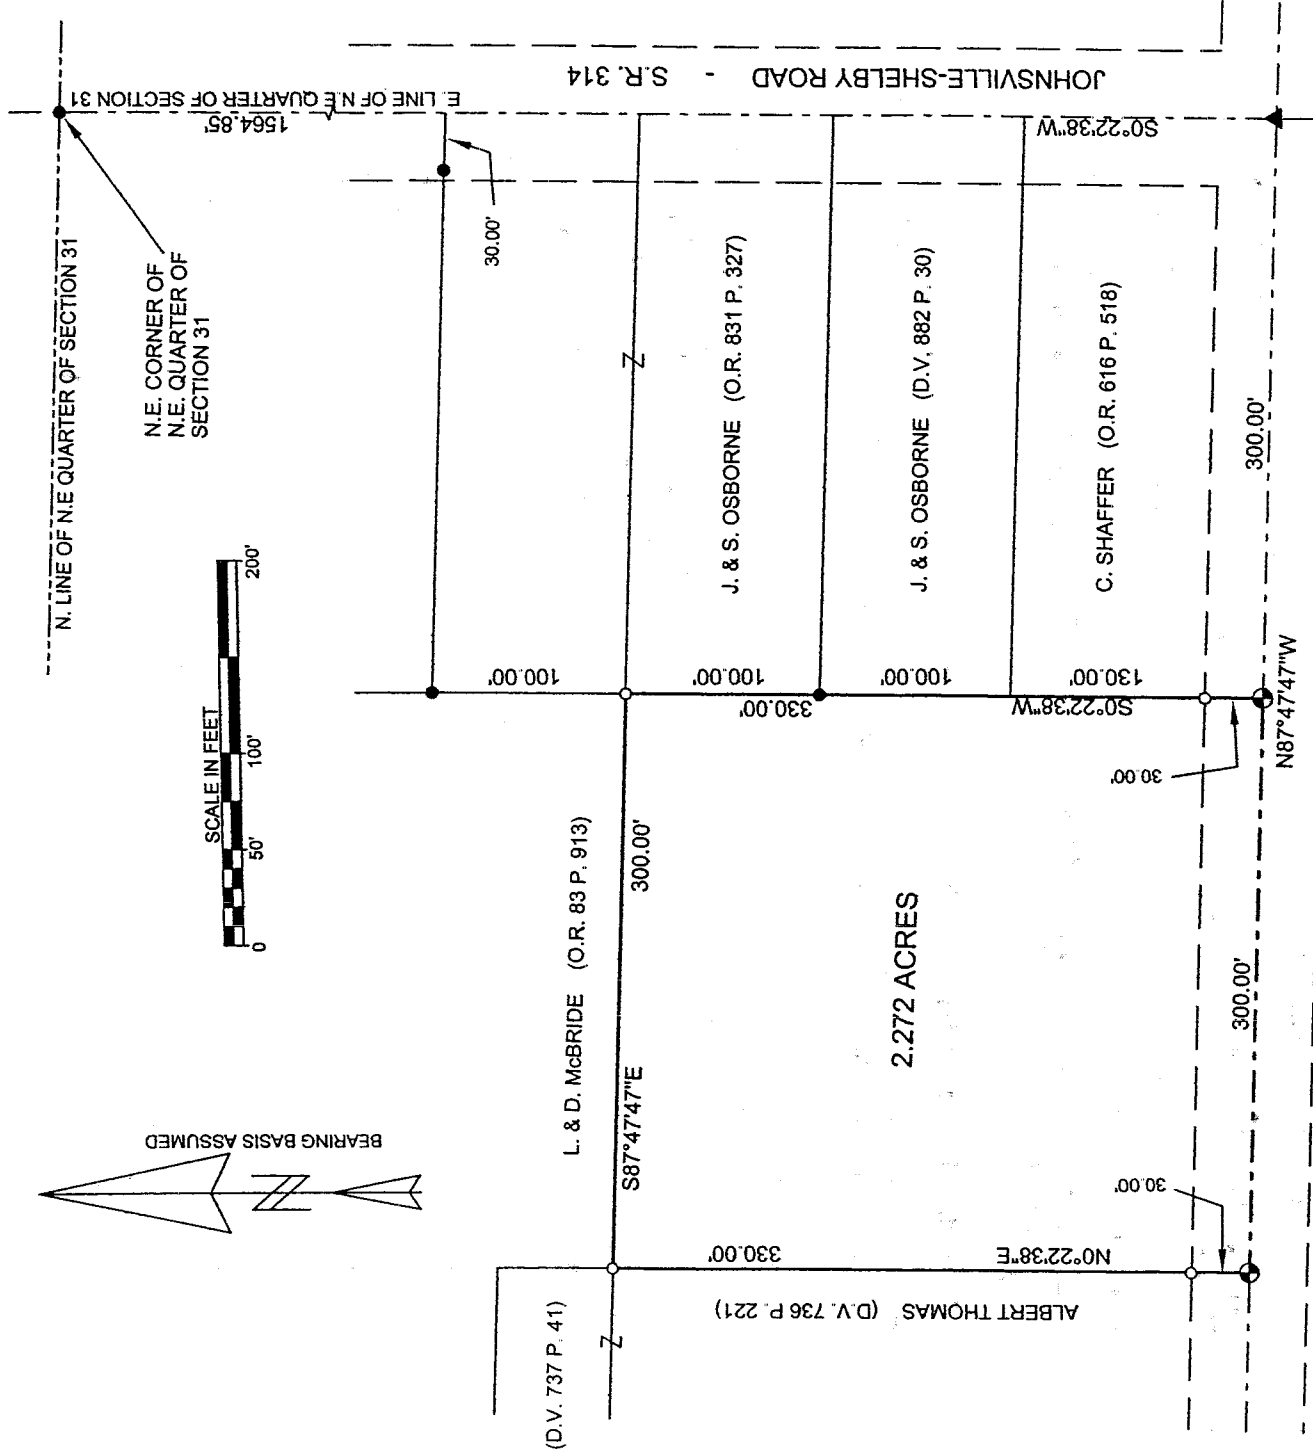 N. LINE OF N.E QUARTER OF SECTION 31
E. LINE OF N.E QUARTER OF SECTION 31
1564.85'
N.E. CORNER OF
N.E. QUARTER OF
SECTION 31
JOHNSVILLE-SHELBY ROAD - S.R. 314
30.00'
SCALE IN FEET
0
50'
100'
200'
BEARING BASIS ASSUMED
N
Z
J. & S. OSBORNE (O.R. 831 P. 327)
J. & S. OSBORNE (D.V. 882 P. 30)
C. SHAFFER (O.R. 616 P. 518)
S0°22'38"W
100.00'
100.00'
100.00'
130.00'
330.00'
S0°22'38"W
L. & D. McBRIDE (O.R. 83 P. 913)
S87°47'47"E
300.00'
2.272 ACRES
30.00'
300.00'
N87°47'47"W
300.00'
N0°22'38"E
330.00'
30.00'
ALBERT THOMAS (D.V. 736 P. 221)
(D.V. 737 P. 41)
Z